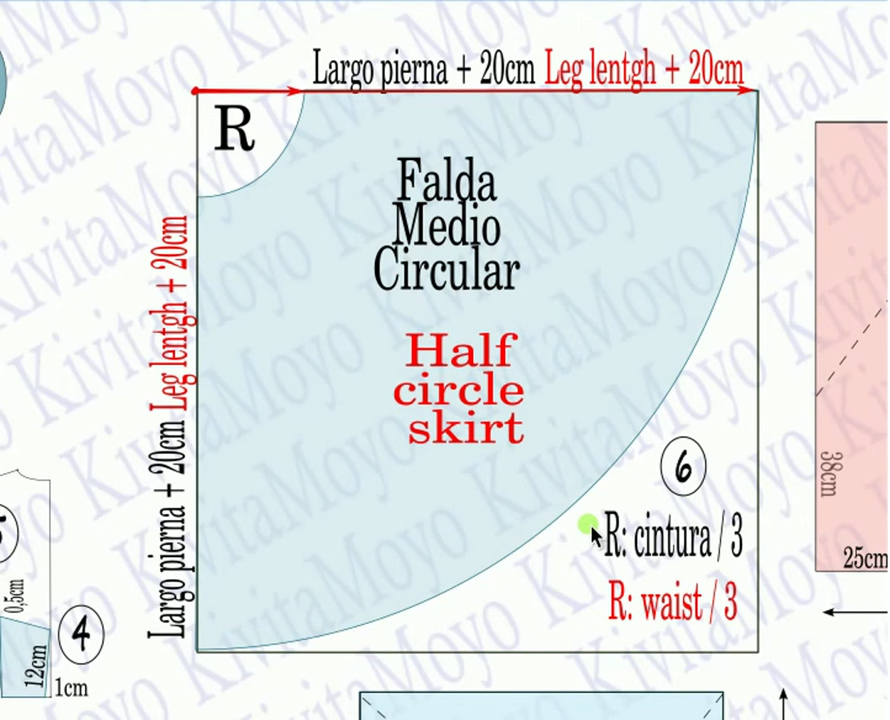 Largo pierna + 20cm Leg lentgh + 20cm
R
Falda
Medio
Circular
Half
circle
skirt
Largo pierna + 20cm Leg lentgh + 20cm
6
R: cintura / 3
R: waist / 3
38cm
25cm
0,5cm
4
12cm
1cm
KivitaMoyo